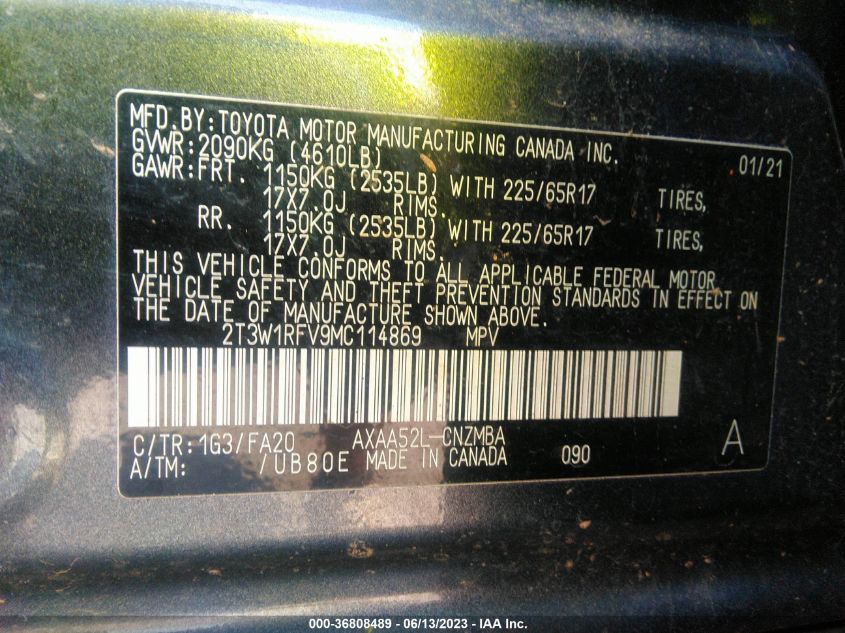 MFD.BY:TOYOTA MOTOR MANUFACTURING CANADA INC.
GVWR:2090KG (4610LB) 01/21
GAWR:FRT. 1150KG (2535LB) WITH 225/65R17 TIRES,
17X7.0J RIMS.
RR. 1150KG (2535LB) WITH 225/65R17 TIRES,
17X7.0J RIMS.
THIS VEHICLE CONFORMS TO ALL APPLICABLE FEDERAL MOTOR
VEHICLE SAFETY AND THEFT PREVENTION STANDARDS IN EFFECT ON
THE DATE OF MANUFACTURE SHOWN ABOVE.
2T3W1RFV9MC114869 MPV
C/TR:1G3/FA20 AXAA52L-CNZMBA A
A/TM: /UB80E MADE IN CANADA 090
000-36808489 - 06/13/2023 - IAA Inc.